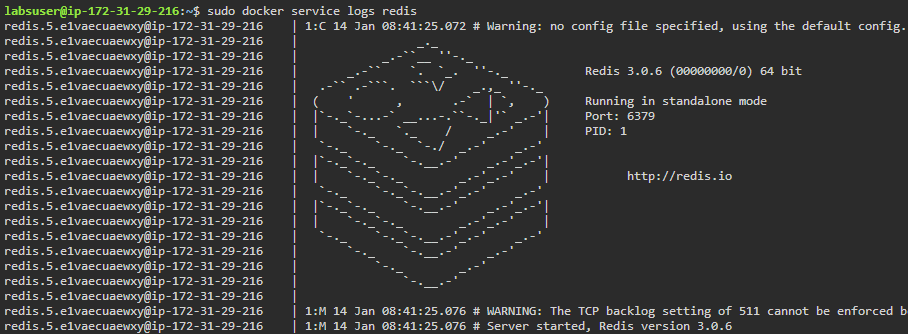 labsuser@ip-172-31-29-216:~$ sudo docker service logs redis
redis.5.e1vaecuaewxy@ip-172-31-29-216    | 1:C 14 Jan 08:41:25.072 # Warning: no config file specified, using the default config.
redis.5.e1vaecuaewxy@ip-172-31-29-216    |                 _._
redis.5.e1vaecuaewxy@ip-172-31-29-216    |            _.-``__ ''-._
redis.5.e1vaecuaewxy@ip-172-31-29-216    |       _.-``    `.  `_.  ''-._           Redis 3.0.6 (00000000/0) 64 bit
redis.5.e1vaecuaewxy@ip-172-31-29-216    |   .-`` .-```.  ```\/    _.,_ ''-._
redis.5.e1vaecuaewxy@ip-172-31-29-216    |  (    '      ,       .-`  | `,    )     Running in standalone mode
redis.5.e1vaecuaewxy@ip-172-31-29-216    |  |`-._`-...-` __...-.``-._|'` _.-'|     Port: 6379
redis.5.e1vaecuaewxy@ip-172-31-29-216    |  |    `-._   `._    /     _.-'    |     PID: 1
redis.5.e1vaecuaewxy@ip-172-31-29-216    |   `-._    `-._  `-./  _.-'    _.-'
redis.5.e1vaecuaewxy@ip-172-31-29-216    |  |`-._`-._    `-.__.-'    _.-'_.-'|
redis.5.e1vaecuaewxy@ip-172-31-29-216    |  |    `-._`-._        _.-'_.-'    |           http://redis.io
redis.5.e1vaecuaewxy@ip-172-31-29-216    |   `-._    `-._`-.__.-'_.-'    _.-'
redis.5.e1vaecuaewxy@ip-172-31-29-216    |  |`-._`-._    `-.__.-'    _.-'_.-'|
redis.5.e1vaecuaewxy@ip-172-31-29-216    |  |    `-._`-._        _.-'_.-'    |
redis.5.e1vaecuaewxy@ip-172-31-29-216    |   `-._    `-._`-.__.-'_.-'    _.-'
redis.5.e1vaecuaewxy@ip-172-31-29-216    |       `-._    `-.__.-'    _.-'
redis.5.e1vaecuaewxy@ip-172-31-29-216    |           `-._        _.-'
redis.5.e1vaecuaewxy@ip-172-31-29-216    |               `-.__.-'
redis.5.e1vaecuaewxy@ip-172-31-29-216    |
redis.5.e1vaecuaewxy@ip-172-31-29-216    | 1:M 14 Jan 08:41:25.076 # WARNING: The TCP backlog setting of 511 cannot be enforced b
redis.5.e1vaecuaewxy@ip-172-31-29-216    | 1:M 14 Jan 08:41:25.076 # Server started, Redis version 3.0.6